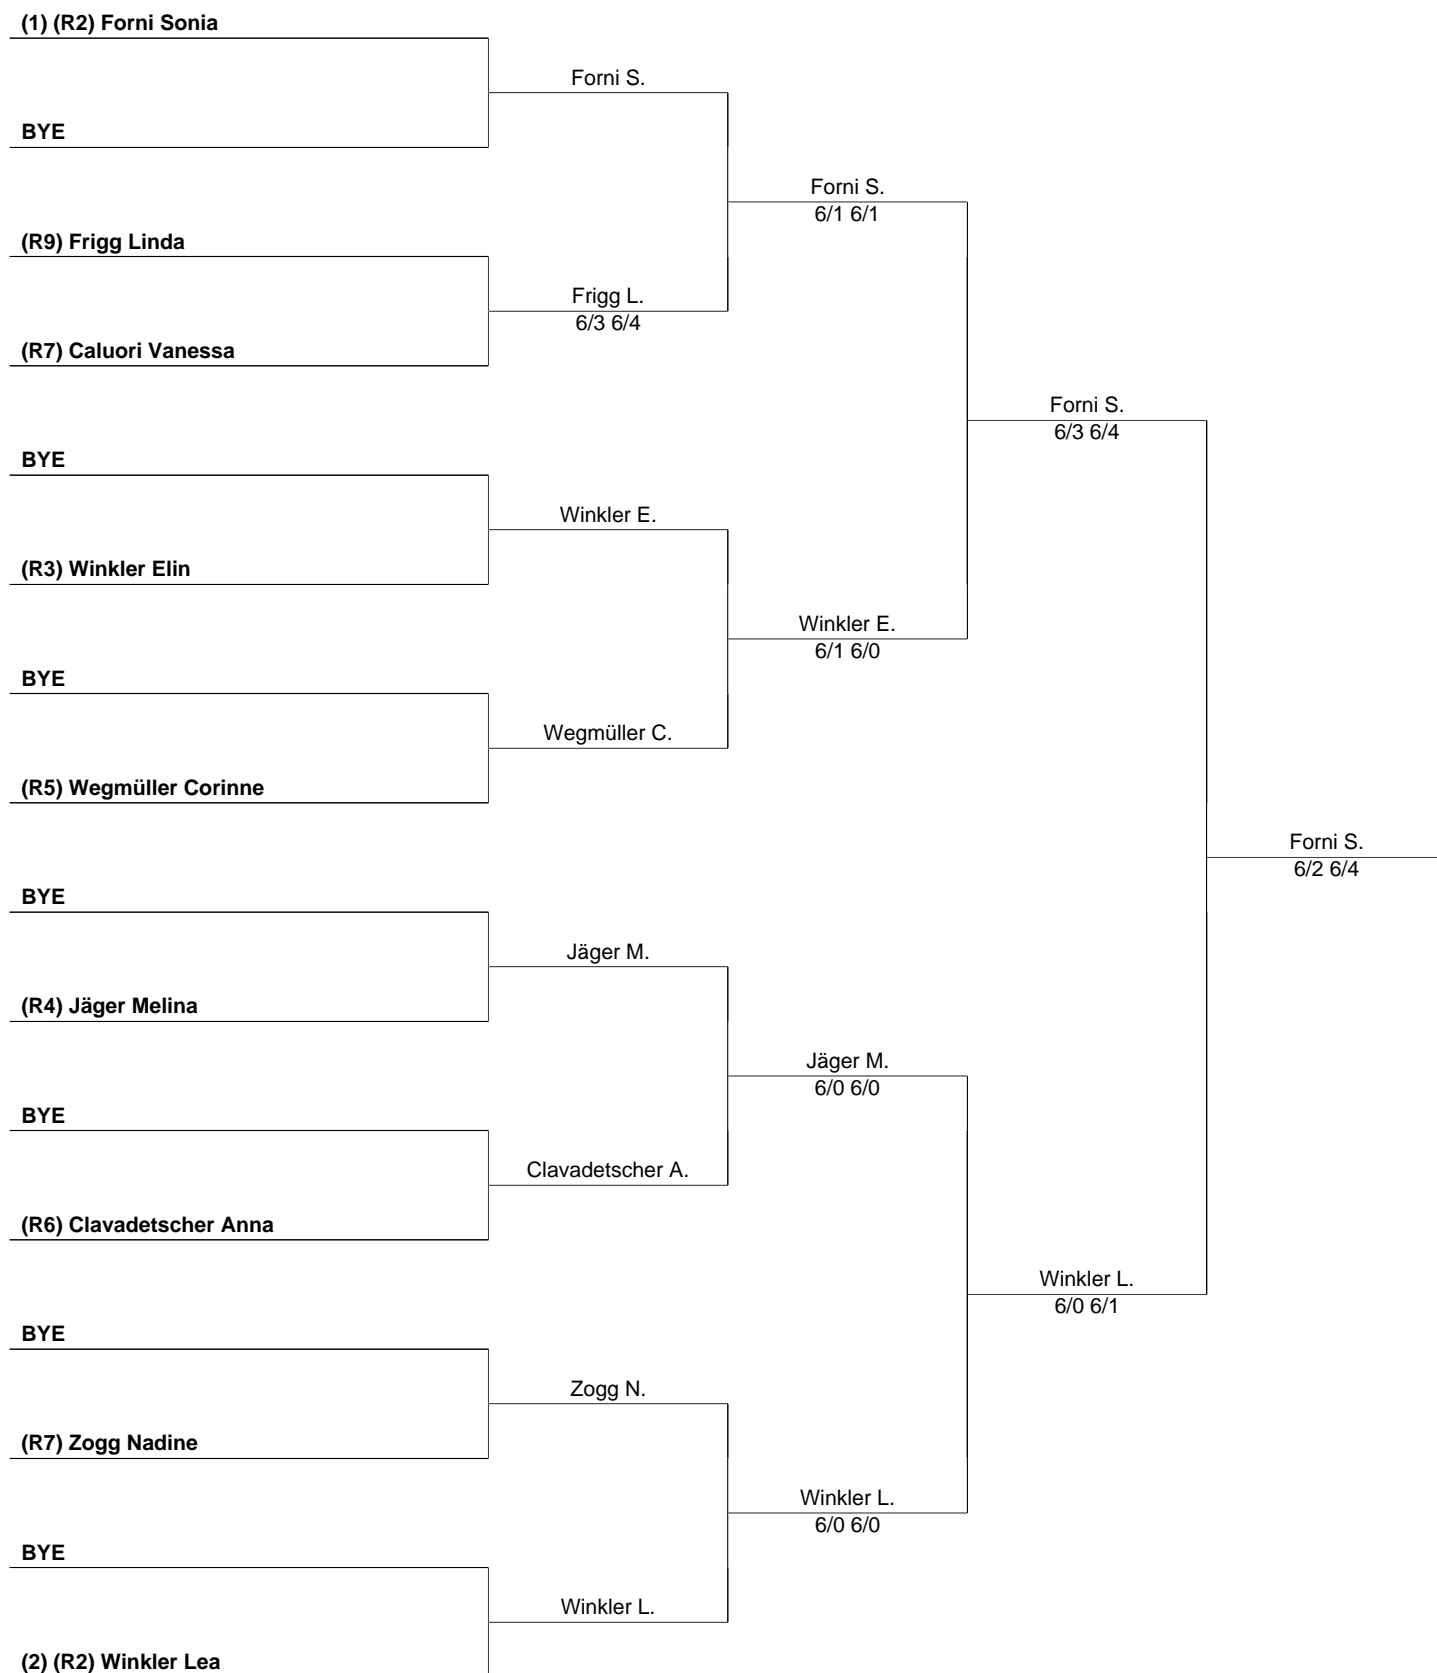 (1) (R2) Forni Sonia
Forni S.
BYE
Forni S.
6/1 6/1
(R9) Frigg Linda
Frigg L.
6/3 6/4
(R7) Caluori Vanessa
Forni S.
6/3 6/4
BYE
Winkler E.
(R3) Winkler Elin
Winkler E.
6/1 6/0
BYE
Wegmüller C.
(R5) Wegmüller Corinne
Forni S.
6/2 6/4
BYE
Jäger M.
(R4) Jäger Melina
Jäger M.
6/0 6/0
BYE
Clavadetscher A.
(R6) Clavadetscher Anna
Winkler L.
6/0 6/1
BYE
Zogg N.
(R7) Zogg Nadine
Winkler L.
6/0 6/0
BYE
Winkler L.
(2) (R2) Winkler Lea